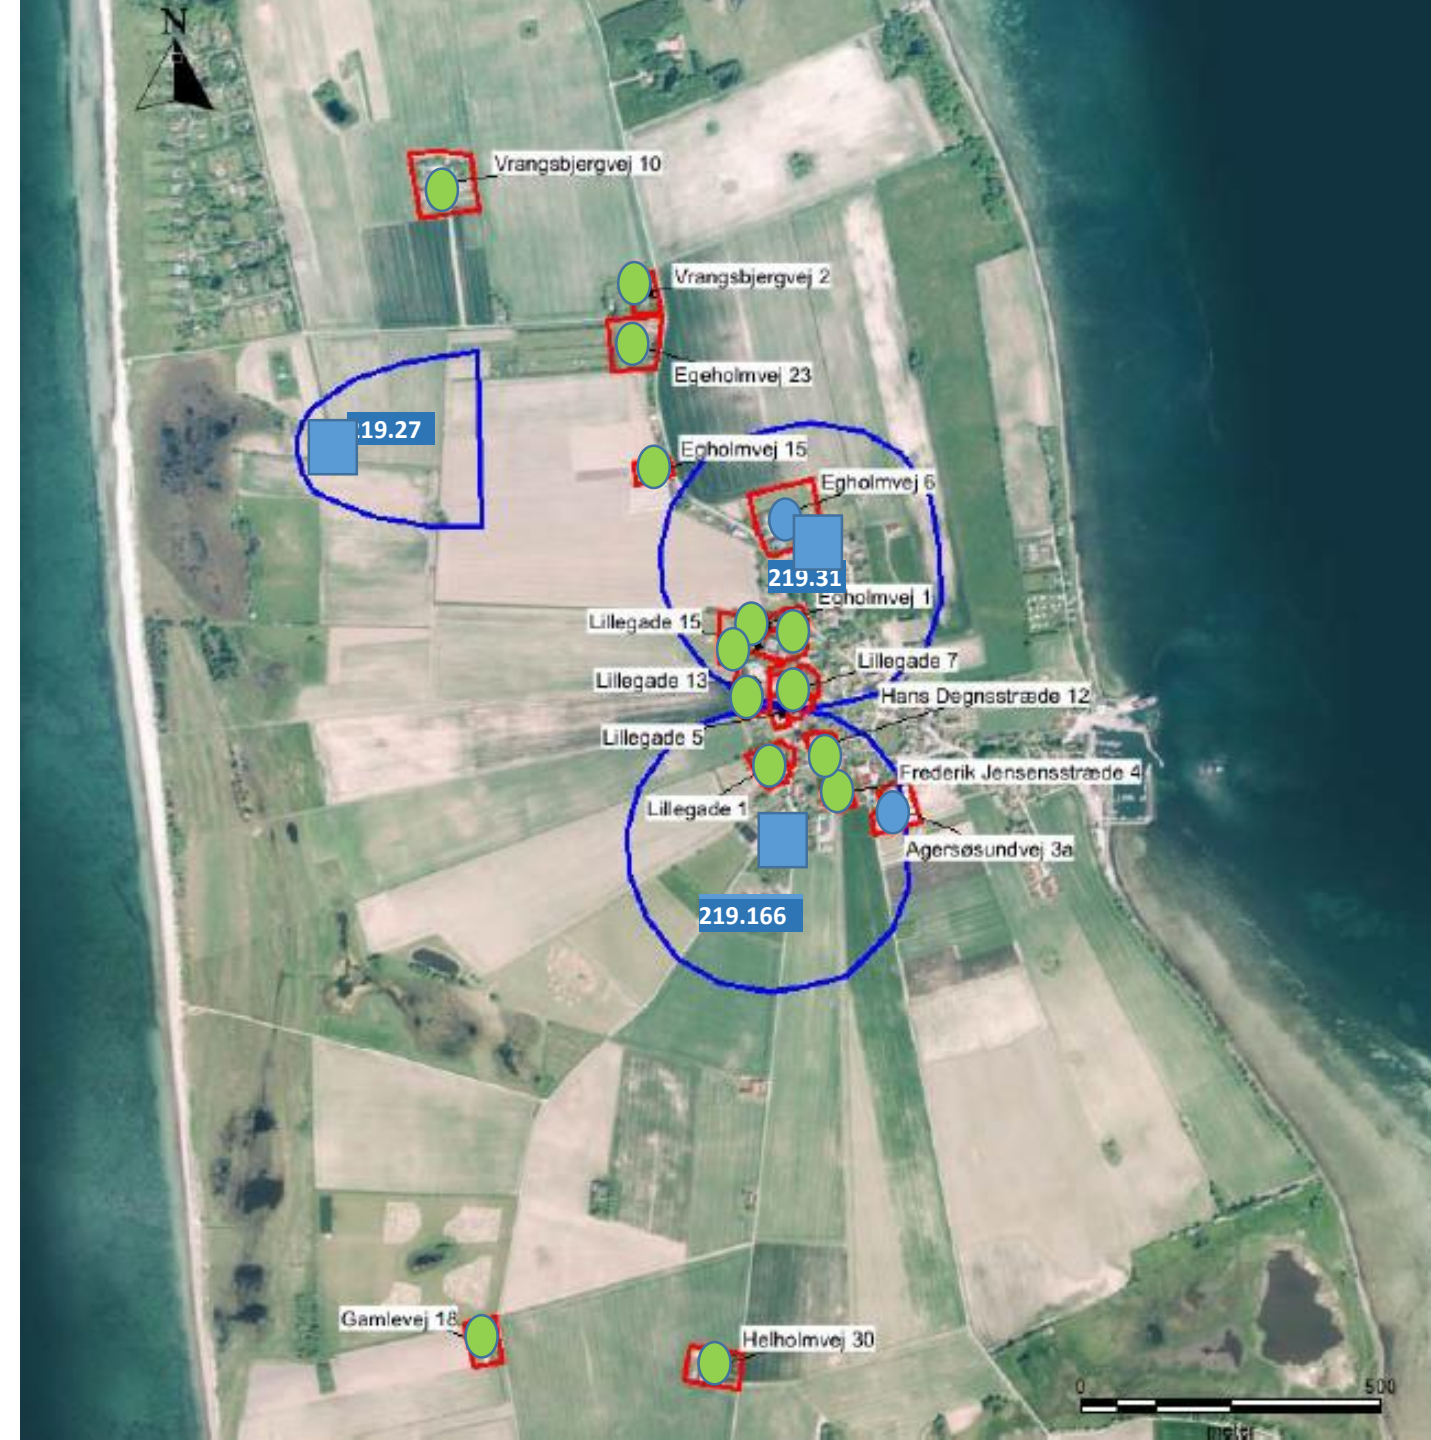 N
Vrangsbjergvej 10
Vrangsbjergvej 2
Egeholmvej 23
219.27
Egholmvej 15
Egholmvej 6
219.31
Egholmvej 1
Lillegade 15
Lillegade 7
Lillegade 13
Hans Degnsstræde 12
Lillegade 5
Frederik Jensensstræde 4
Lillegade 1
Agersøsundvej 3a
219.166
Gamlevej 18
Helholmvej 30
0 500
meter